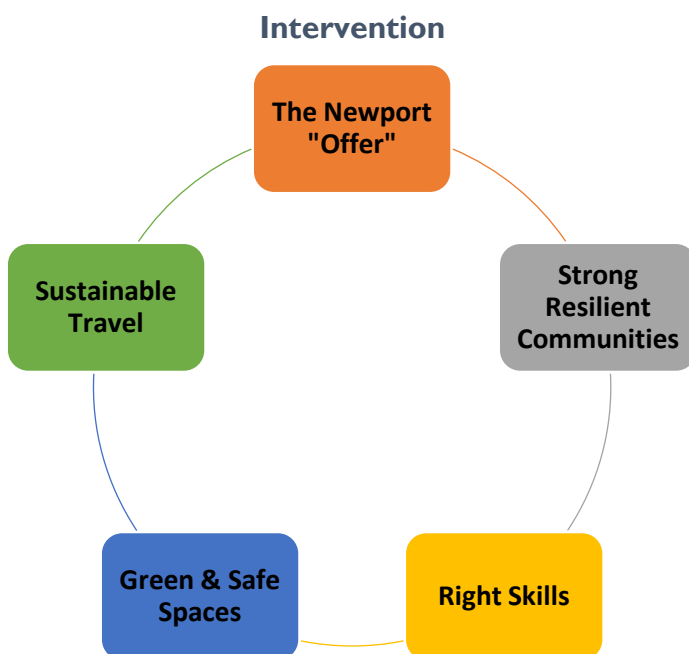 Intervention
The Newport
"Offer"
Strong
Resilient
Communities
Right Skills
Green & Safe
Spaces
Sustainable
Travel